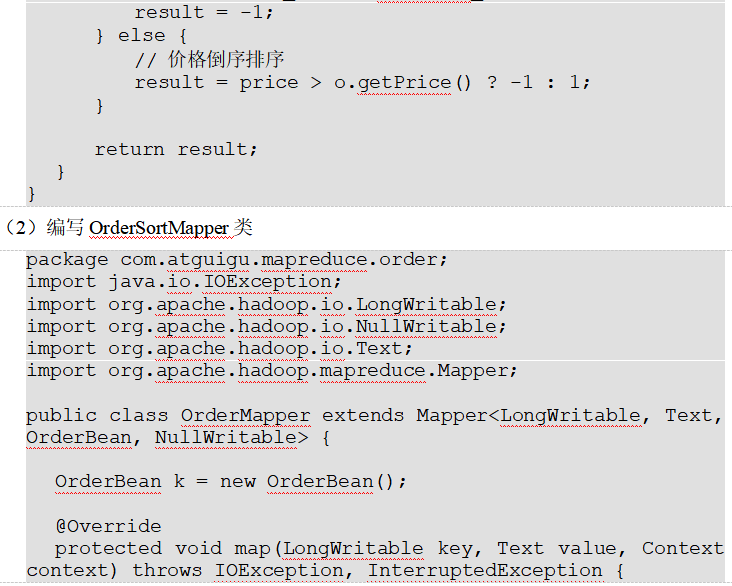 result = -1;
} else {
// 价格倒序排序
result = price > o.getPrice() ? -1 : 1;
}
return result;
}
}
（2）编写 OrderSortMapper 类
package com.atguigu.mapreduce.order;
import java.io.IOException;
import org.apache.hadoop.io.LongWritable;
import org.apache.hadoop.io.NullWritable;
import org.apache.hadoop.io.Text;
import org.apache.hadoop.mapreduce.Mapper;
public class OrderMapper extends Mapper<LongWritable, Text,
OrderBean, NullWritable> {
OrderBean k = new OrderBean();
@Override
protected void map(LongWritable key, Text value, Context
context) throws IOException, InterruptedException {